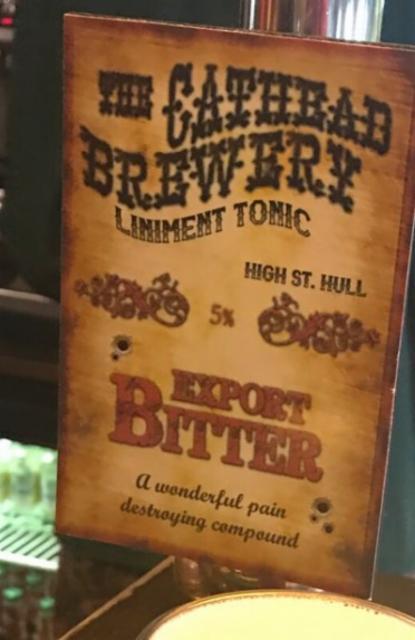 THE CATHEAD
BREWERY
LINIMENT TONIC
HIGH ST. HULL
5%
EXPORT
BITTER
A wonderful pain
destroying compound